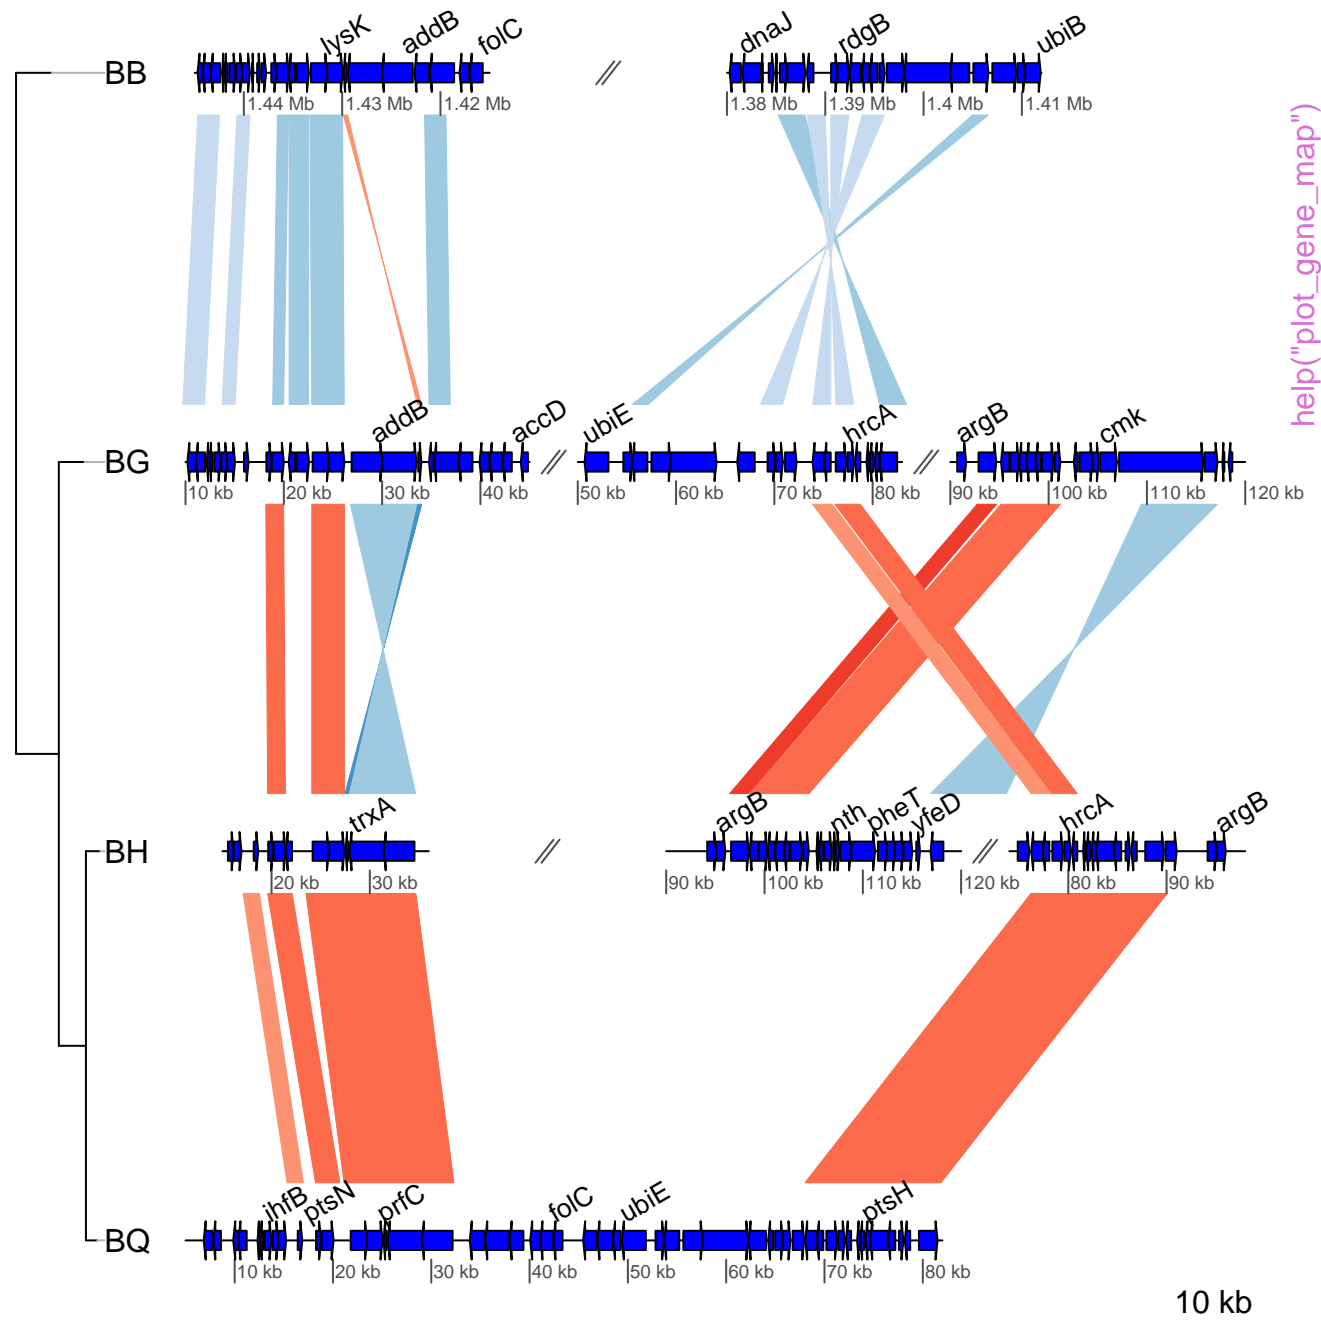 lysK addB folC dnaJ rdgB ubiB
BB //
1.44 Mb 1.43 Mb 1.42 Mb 1.38 Mb 1.39 Mb 1.4 Mb 1.41 Mb
help("plot_gene_map")
addB accD ubiE hrcA argB cmk
BG // //
10 kb 20 kb 30 kb 40 kb 50 kb 60 kb 70 kb 80 kb 90 kb 100 kb 110 kb 120 kb
trxA argB nth pheT yfeD hrcA argB
BH // //
20 kb 30 kb 90 kb 100 kb 110 kb 120 kb 80 kb 90 kb
ihfB ptsN prfC folC ubiE ptsH
BQ
10 kb 20 kb 30 kb 40 kb 50 kb 60 kb 70 kb 80 kb
10 kb